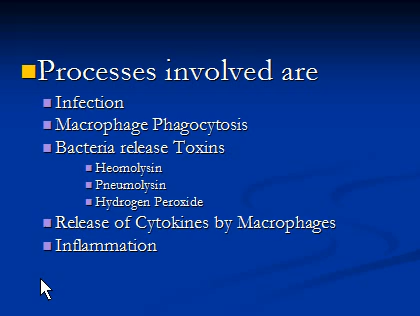 Processes involved are
Infection
Macrophage Phagocytosis
Bacteria release Toxins
Heomolysin
Pneumolysin
Hydrogen Peroxide
Release of Cytokines by Macrophages
Inflammation